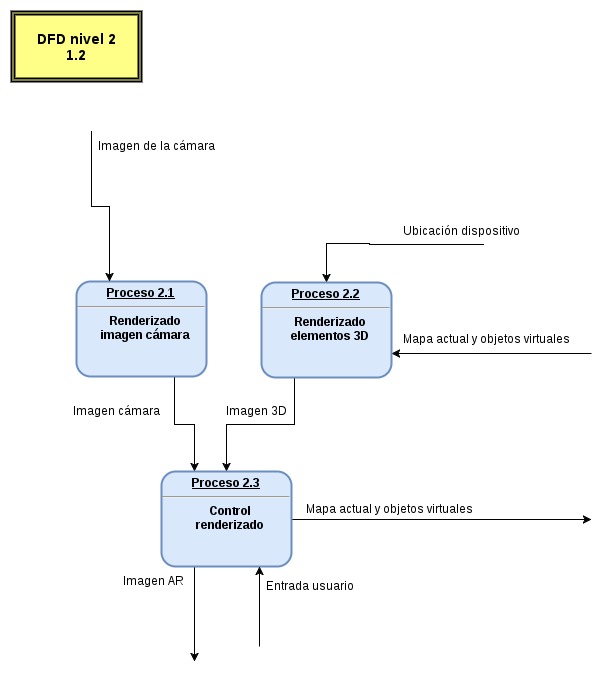 DFD nivel 2
1.2
Imagen de la cámara
Ubicación dispositivo
Proceso 2.1
Renderizado
imagen cámara
Proceso 2.2
Renderizado
elementos 3D
Mapa actual y objetos virtuales
Imagen cámara
Imagen 3D
Proceso 2.3
Control
renderizado
Mapa actual y objetos virtuales
Imagen AR
Entrada usuario